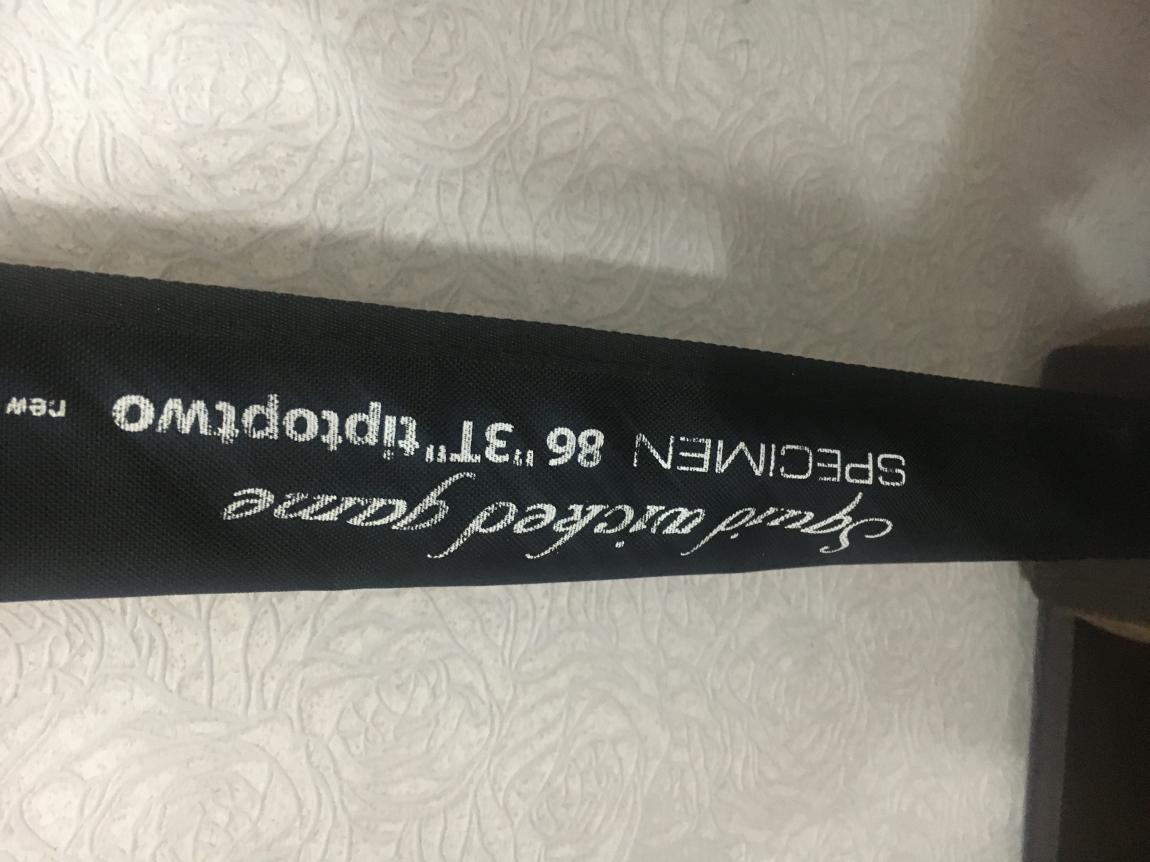 Squid wicked game
SPECIMEN 86 "3T" tiptoptwo new